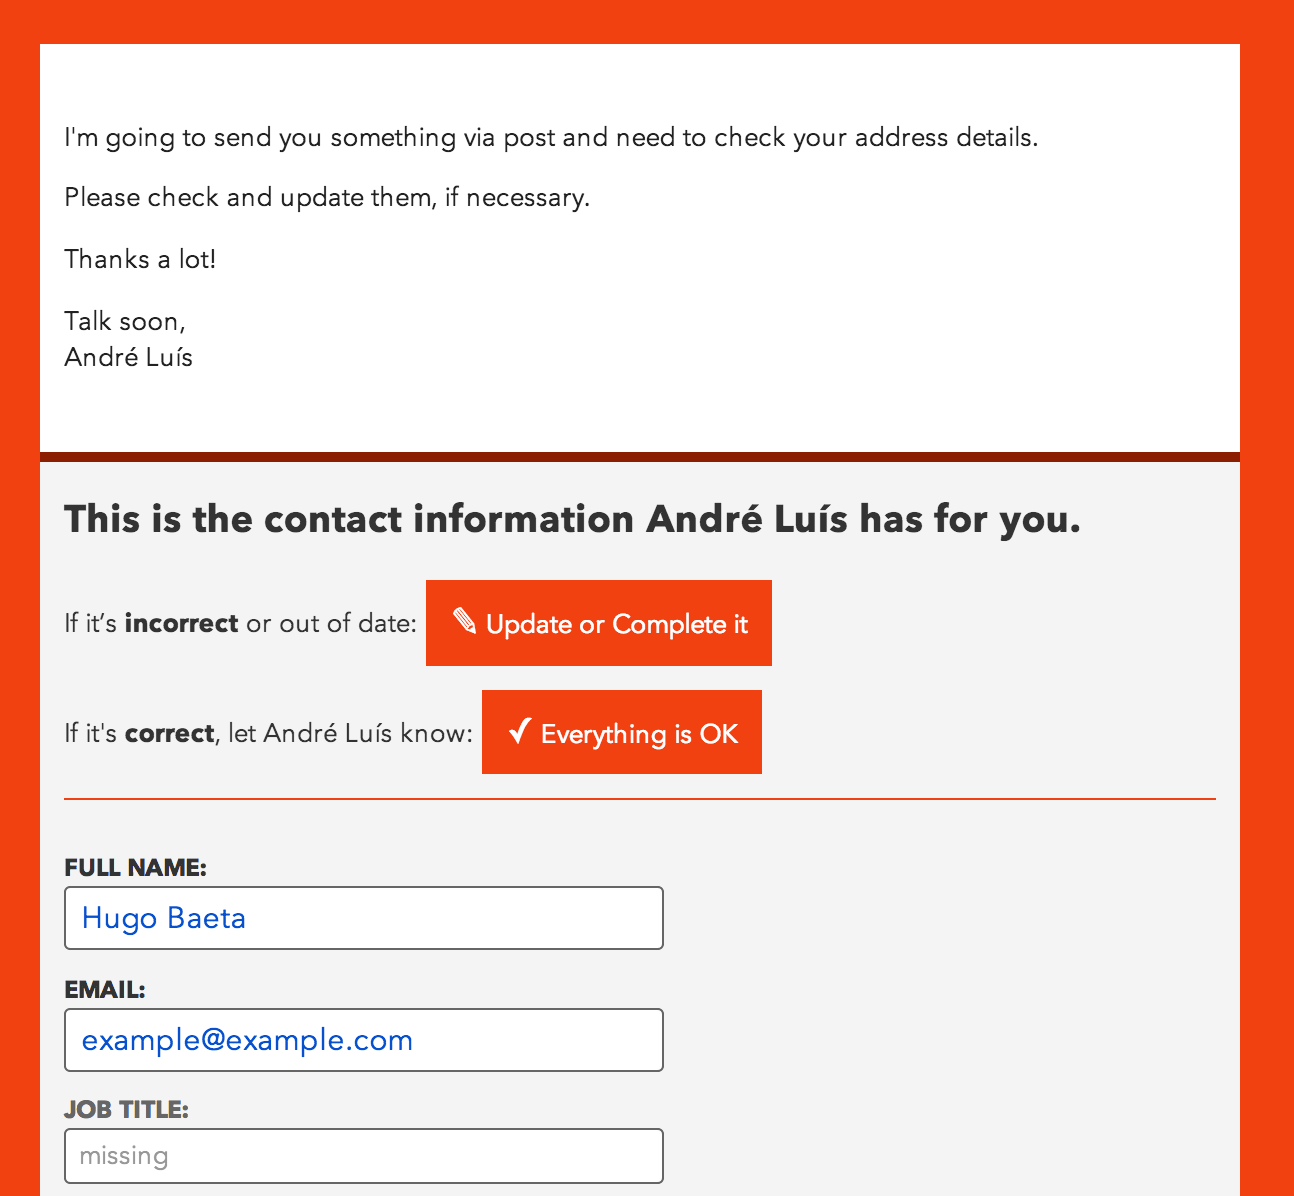 I'm going to send you something via post and need to check your address details.
Please check and update them, if necessary.
Thanks a lot!
Talk soon,
André Luís
This is the contact information André Luís has for you.
If it’s incorrect or out of date: ✎ Update or Complete it
If it's correct, let André Luís know: ✓ Everything is OK
FULL NAME:
Hugo Baeta
EMAIL:
example@example.com
JOB TITLE:
missing